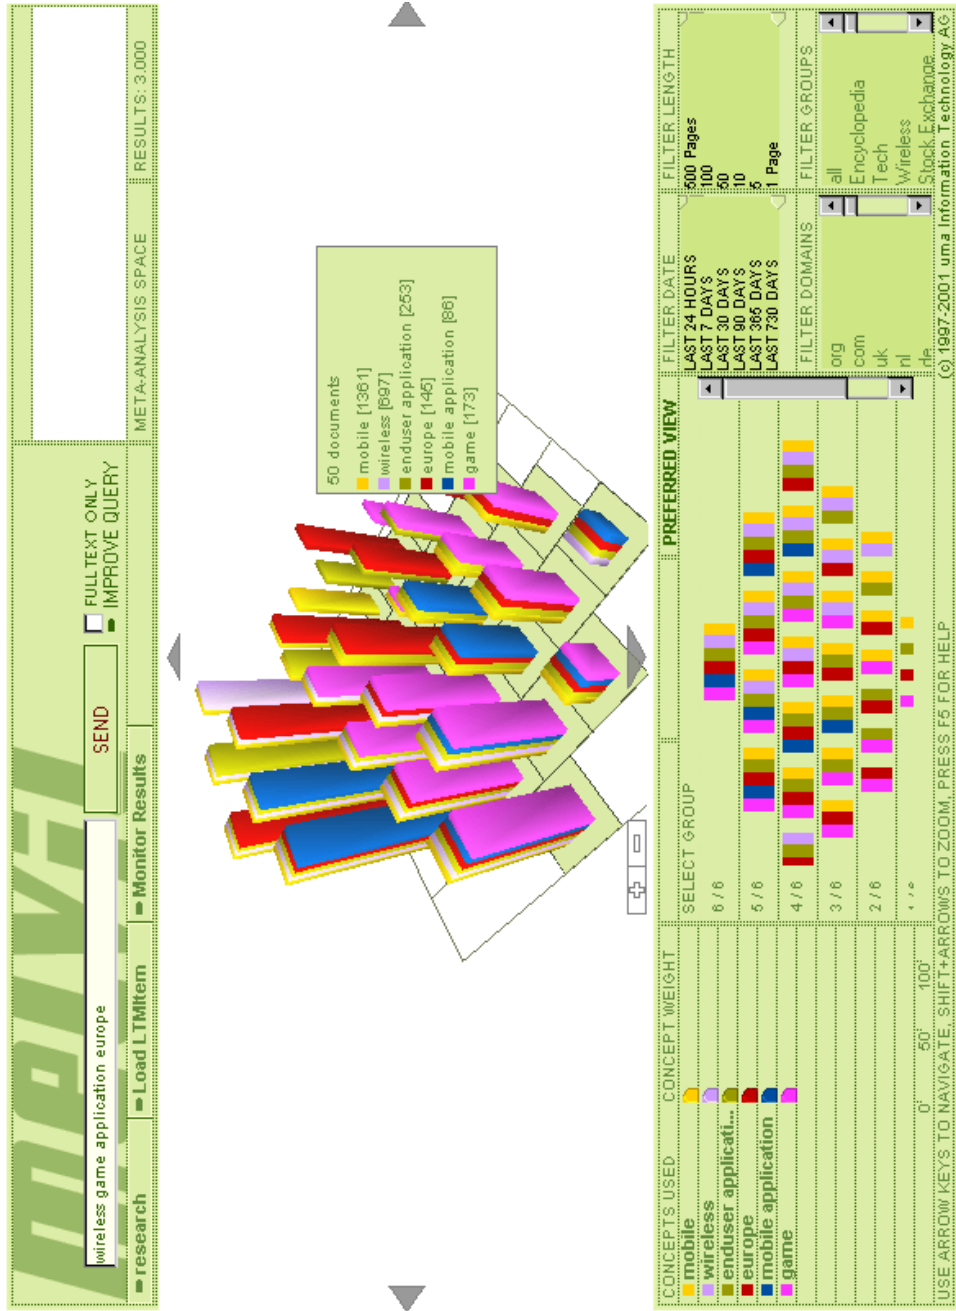 wireless game application europe
SEND
FULL TEXT ONLY
IMPROVE QUERY
research
Load LTMItem
Monitor Results
META-ANALYSIS SPACE
RESULTS: 3.000
50 documents
mobile [1361]
wireless [697]
enduser application [253]
europe [145]
mobile application [86]
game [173]
+
-
CONCEPTS USED
CONCEPT WEIGHT
mobile
wireless
enduser applicati...
europe
mobile application
game
0'
50'
100'
SELECT GROUP
PREFERRED VIEW
6 / 6
5 / 6
4 / 6
3 / 6
2 / 6
FILTER DATE
LAST 24 HOURS
LAST 7 DAYS
LAST 30 DAYS
LAST 90 DAYS
LAST 365 DAYS
LAST 730 DAYS
FILTER LENGTH
500 Pages
100
50
10
5
1 Page
FILTER DOMAINS
org
com
uk
nl
de
FILTER GROUPS
all
Encyclopedia
Tech
Wireless
Stock Exchange
USE ARROW KEYS TO NAVIGATE, SHIFT+ARROWS TO ZOOM, PRESS F5 FOR HELP
(c) 1997-2001 uma Information Technology AG